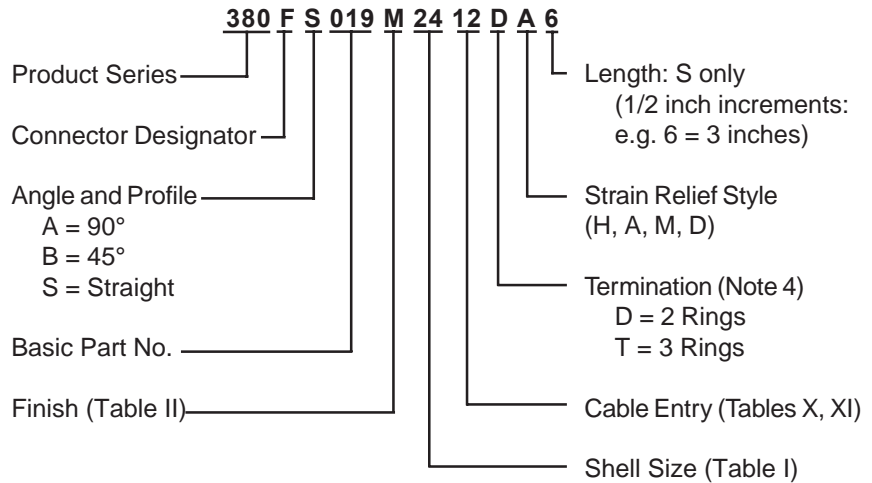 380 F S 019 M 24 12 D A 6
Product Series
Connector Designator
Angle and Profile
A = 90°
B = 45°
S = Straight
Basic Part No.
Finish (Table II)
Length: S only
(1/2 inch increments:
e.g. 6 = 3 inches)
Strain Relief Style
(H, A, M, D)
Termination (Note 4)
D = 2 Rings
T = 3 Rings
Cable Entry (Tables X, XI)
Shell Size (Table I)